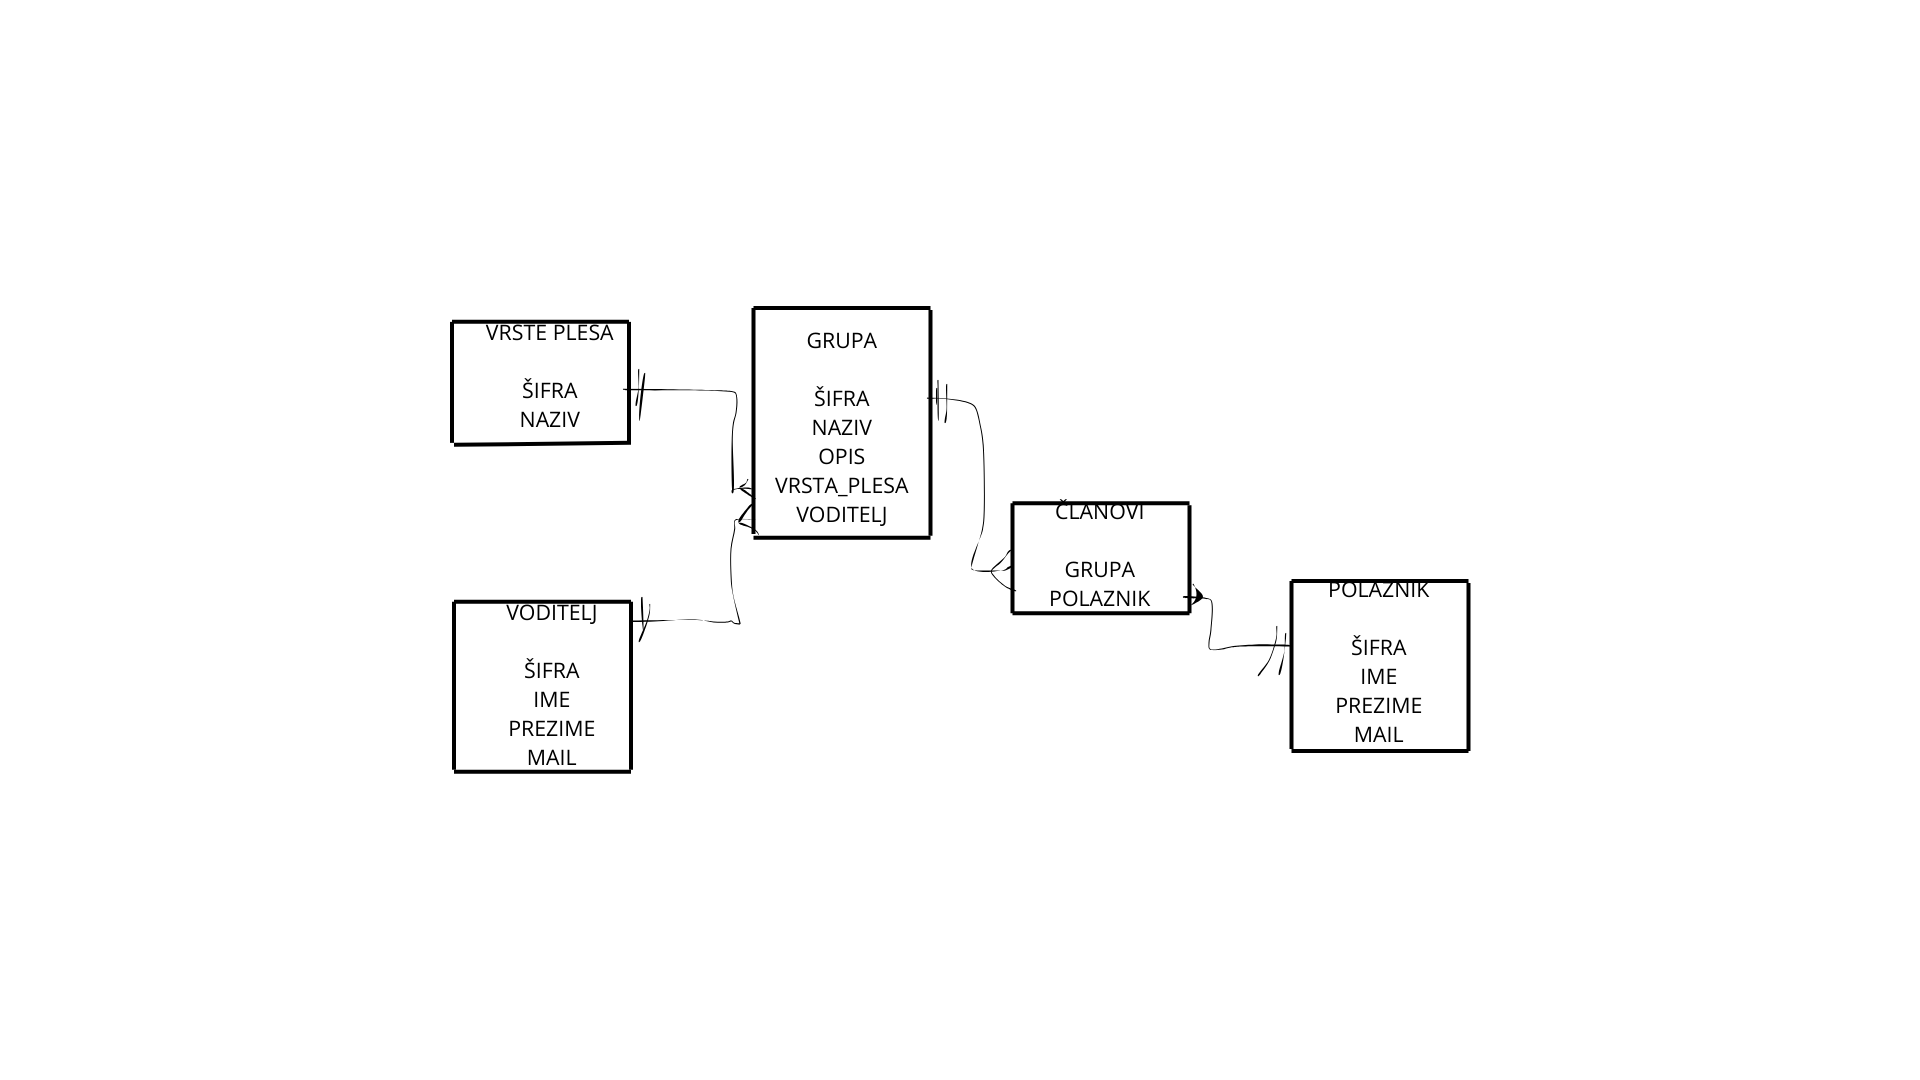 VRSTE PLESA
ŠIFRA
NAZIV
GRUPA
ŠIFRA
NAZIV
OPIS
VRSTA_PLESA
VODITELJ
VODITELJ
ŠIFRA
IME
PREZIME
MAIL
ČLANOVI
GRUPA
POLAZNIK
POLAZNIK
ŠIFRA
IME
PREZIME
MAIL